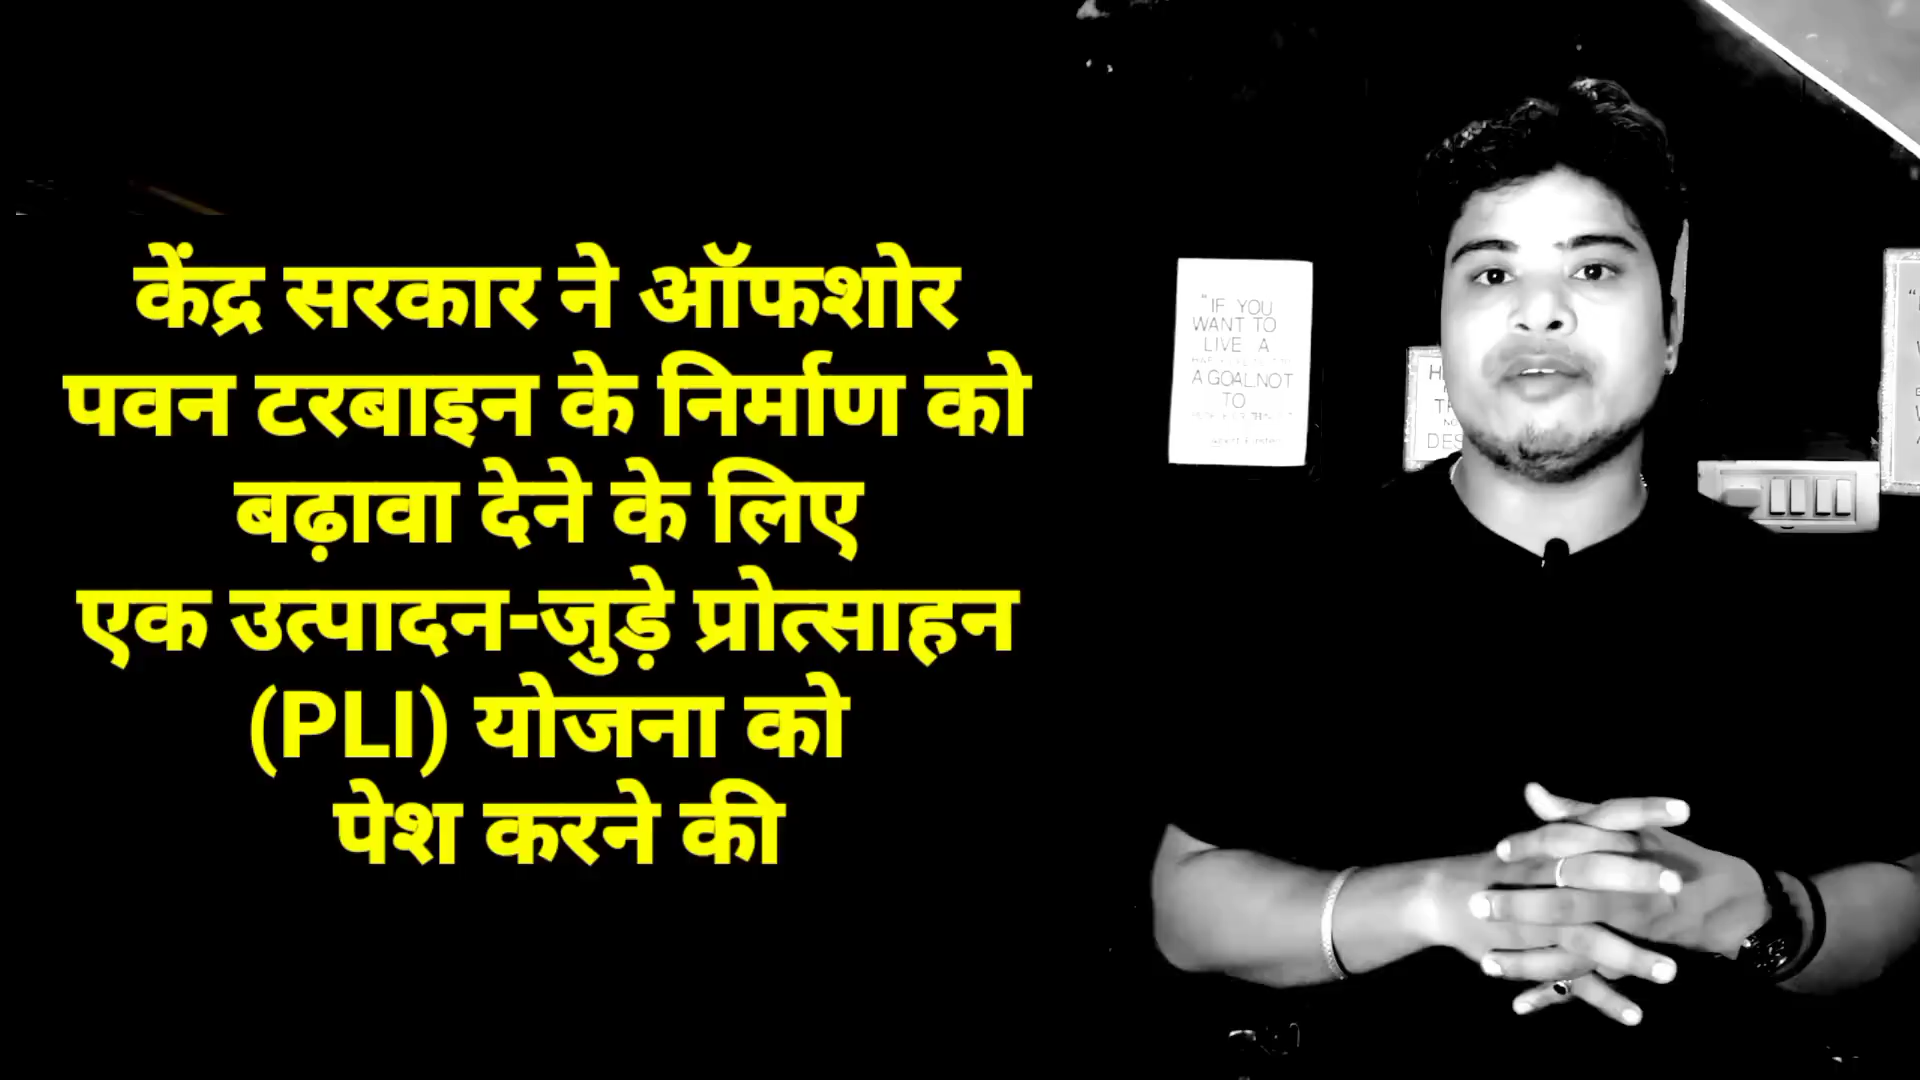 केंद्र सरकार ने ऑफशोर
पवन टरबाइन के निर्माण को
बढ़ावा देने के लिए
एक उत्पादन-जुड़े प्रोत्साहन
(PLI) योजना को
पेश करने की
"IF YOU
WANT TO
LIVE A
A GOAL NOT
TO
DES